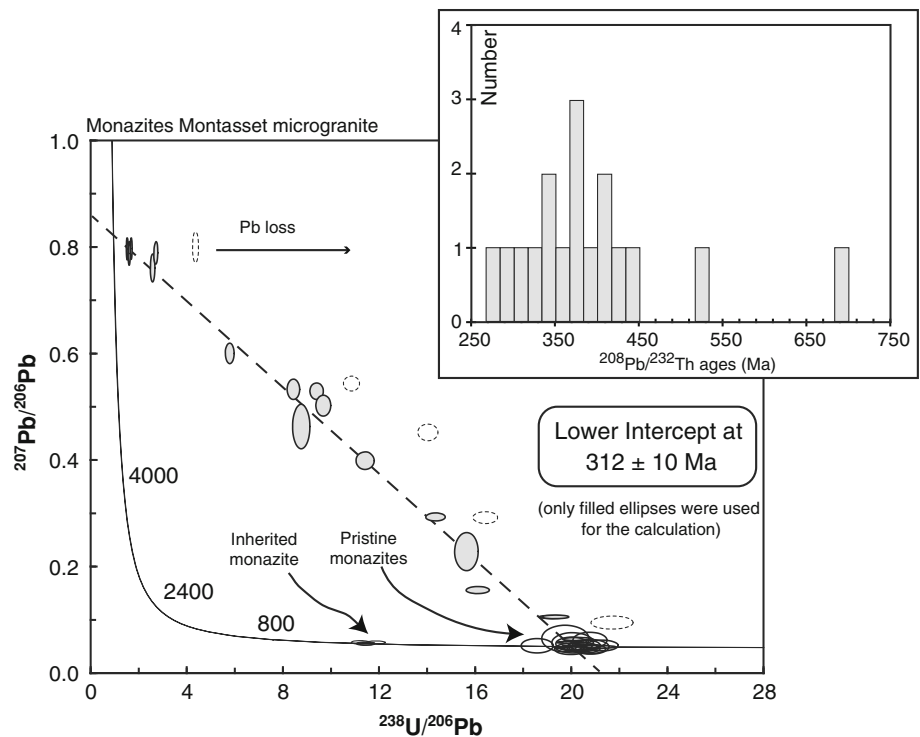 Monazites Montasset microgranite
1.0
0.8
0.6
0.4
0.2
0.0
²⁰⁷Pb/²⁰⁶Pb
0 4 8 12 16 20 24 28
²³⁸U/²⁰⁶Pb
Pb loss
4000
2400
800
Inherited
monazite
Pristine
monazites
Lower Intercept at
312 ± 10 Ma
(only filled ellipses were used
for the calculation)
Number
4
3
2
1
0
250 350 450 550 650 750
²⁰⁸Pb/²³²Th ages (Ma)